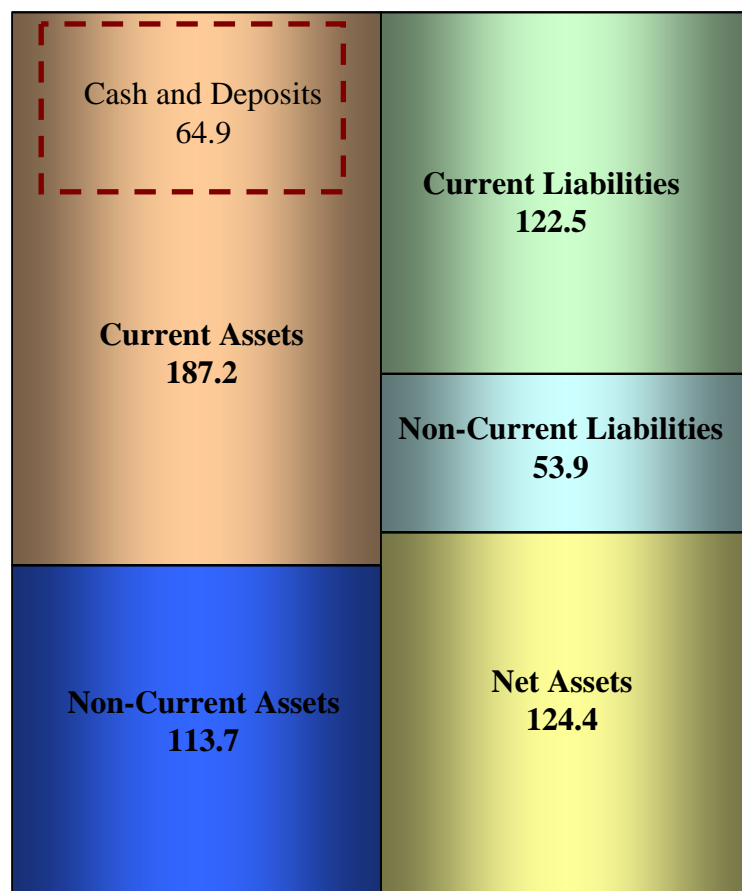 Cash and Deposits
64.9
Current Assets
187.2
Non-Current Assets
113.7
Current Liabilities
122.5
Non-Current Liabilities
53.9
Net Assets
124.4